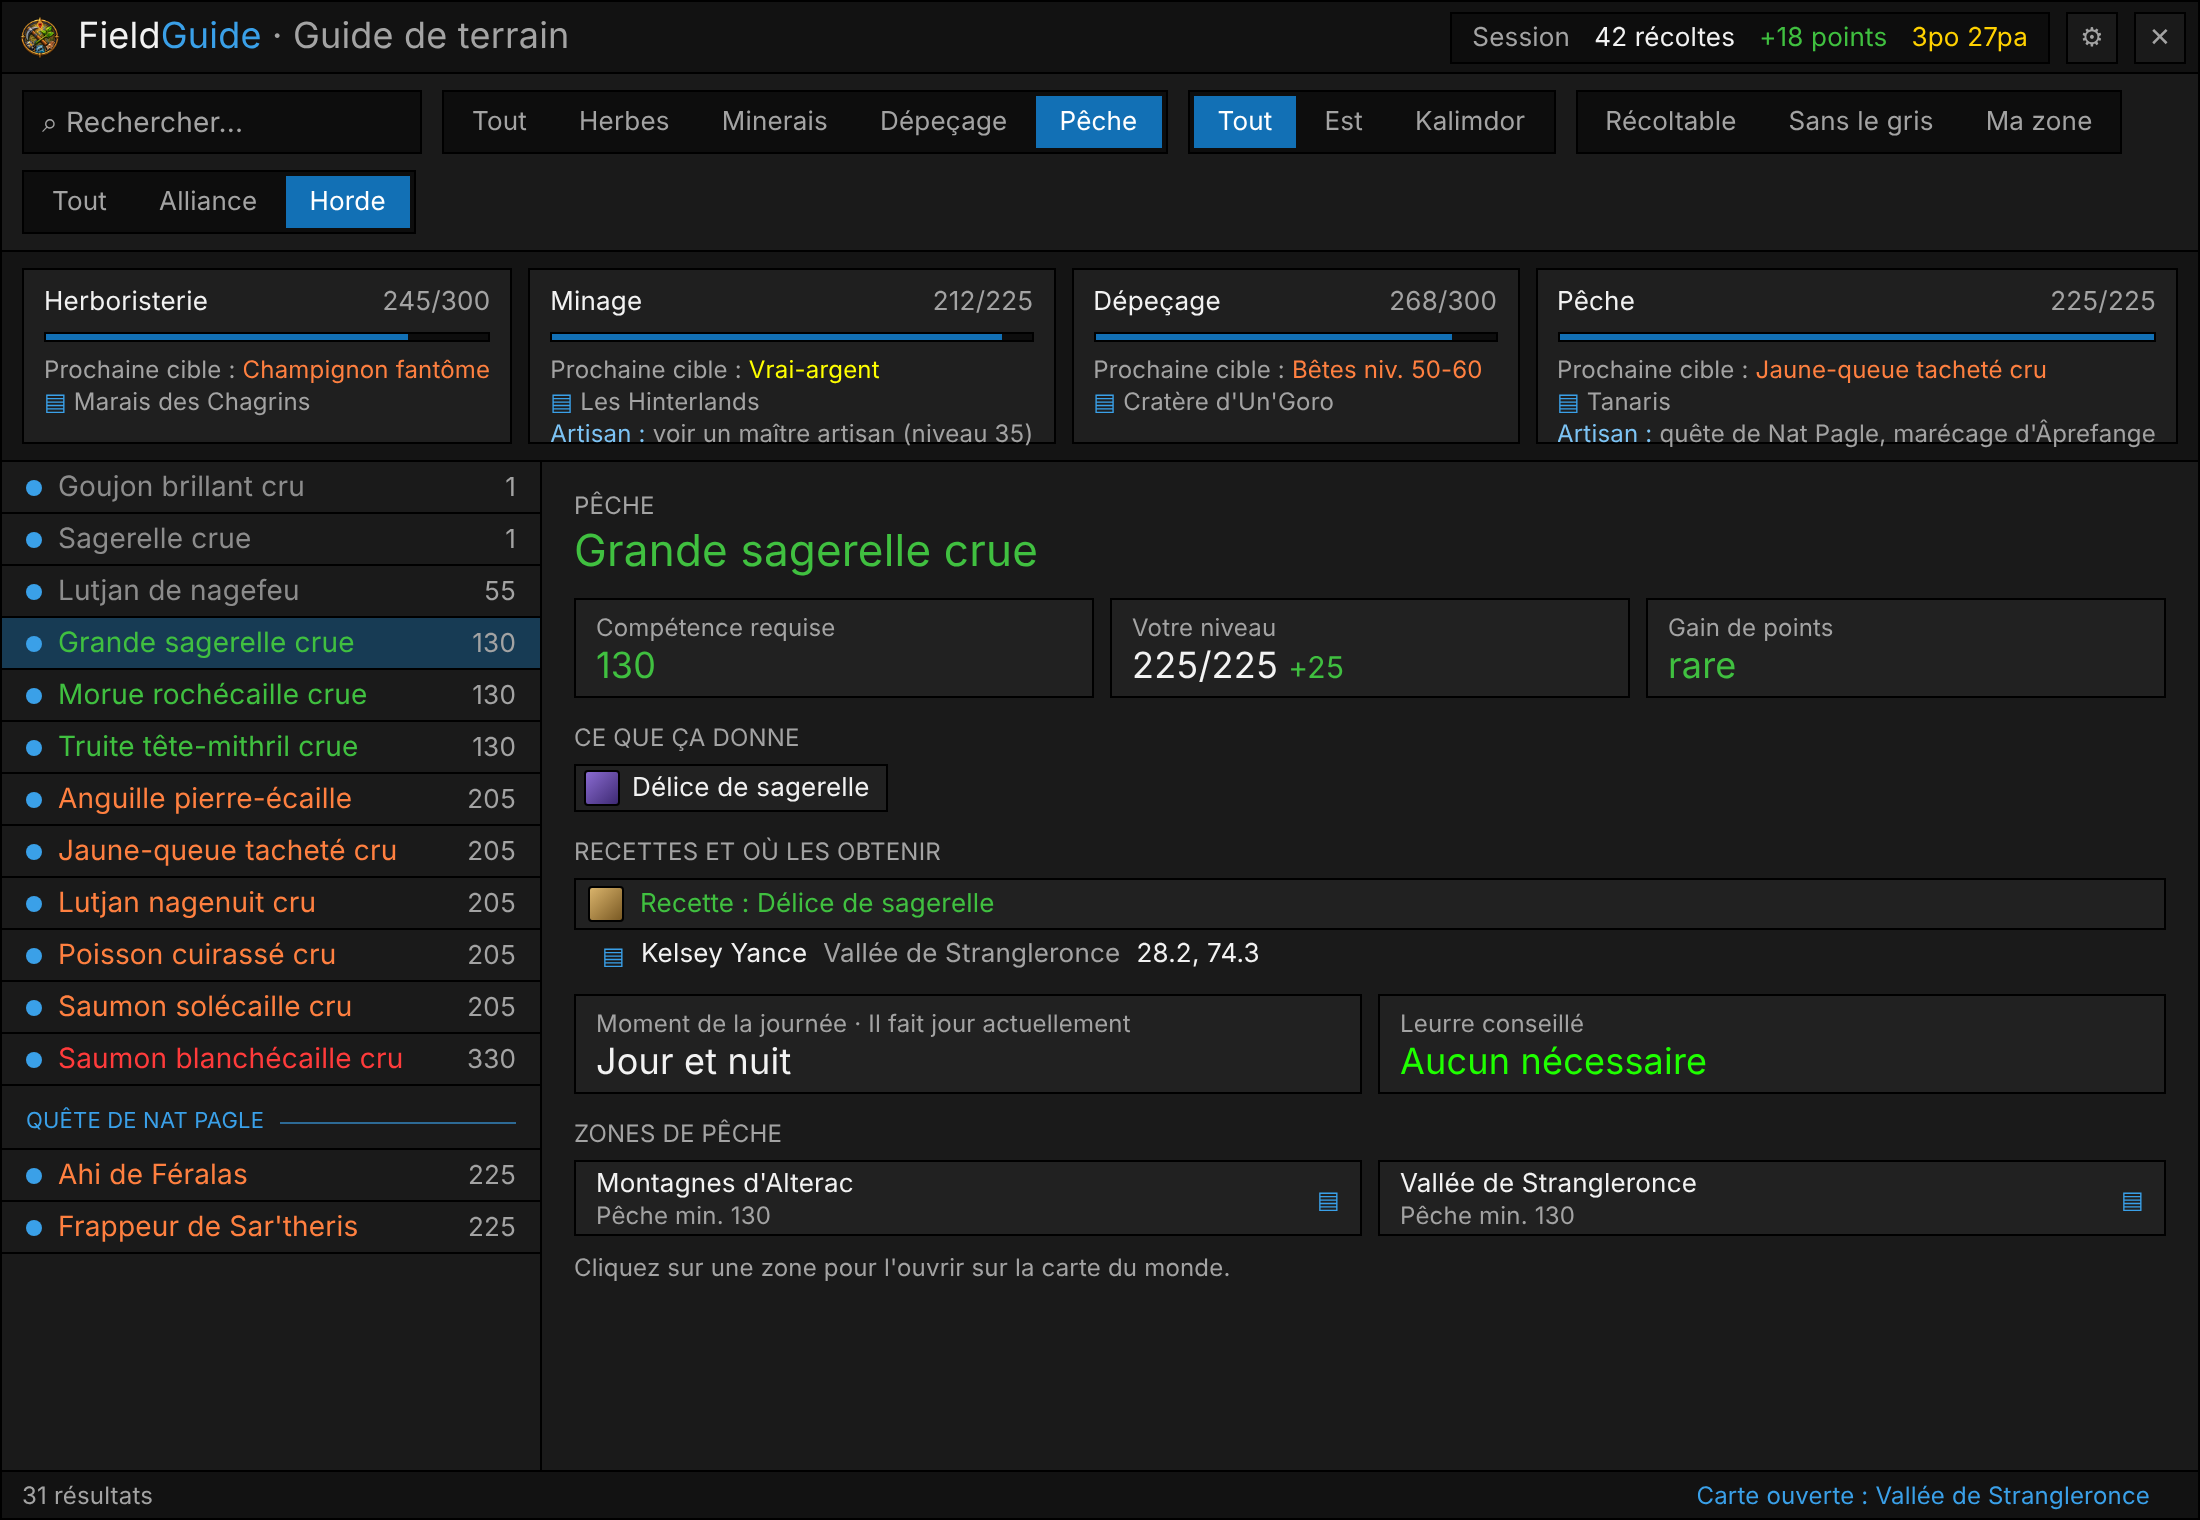 FieldGuide · Guide de terrain
Session 42 récoltes +18 points 3po 27pa
Rechercher...
Tout Herbes Minerais Dépeçage Pêche
Tout Est Kalimdor
Récoltable Sans le gris Ma zone
Tout Alliance Horde
Herboristerie 245/300
Prochaine cible : Champignon fantôme
Marais des Chagrins
Minage 212/225
Prochaine cible : Vrai-argent
Les Hinterlands
Artisan : voir un maître artisan (niveau 35)
Dépeçage 268/300
Prochaine cible : Bêtes niv. 50-60
Cratère d'Un'Goro
Pêche 225/225
Prochaine cible : Jaune-queue tacheté cru
Tanaris
Artisan : quête de Nat Pagle, marécage d'Âprefange
Goujon brillant cru 1
Sagerelle crue 1
Lutjan de nagefeu 55
Grande sagerelle crue 130
Morue rochécaille crue 130
Truite tête-mithril crue 130
Anguille pierre-écaille 205
Jaune-queue tacheté cru 205
Lutjan nagenuit cru 205
Poisson cuirassé cru 205
Saumon solécaille cru 205
Saumon blanchécaille cru 330
QUÊTE DE NAT PAGLE
Ahi de Féralas 225
Frappeur de Sar'theris 225
PÊCHE
Grande sagerelle crue
Compétence requise
130
Votre niveau
225/225 +25
Gain de points
rare
CE QUE ÇA DONNE
Délice de sagerelle
RECETTES ET OÙ LES OBTENIR
Recette : Délice de sagerelle
Kelsey Yance Vallée de Strangleronce 28.2, 74.3
Moment de la journée · Il fait jour actuellement
Jour et nuit
Leurre conseillé
Aucun nécessaire
ZONES DE PÊCHE
Montagnes d'Alterac
Pêche min. 130
Vallée de Strangleronce
Pêche min. 130
Cliquez sur une zone pour l'ouvrir sur la carte du monde.
31 résultats
Carte ouverte : Vallée de Strangleronce